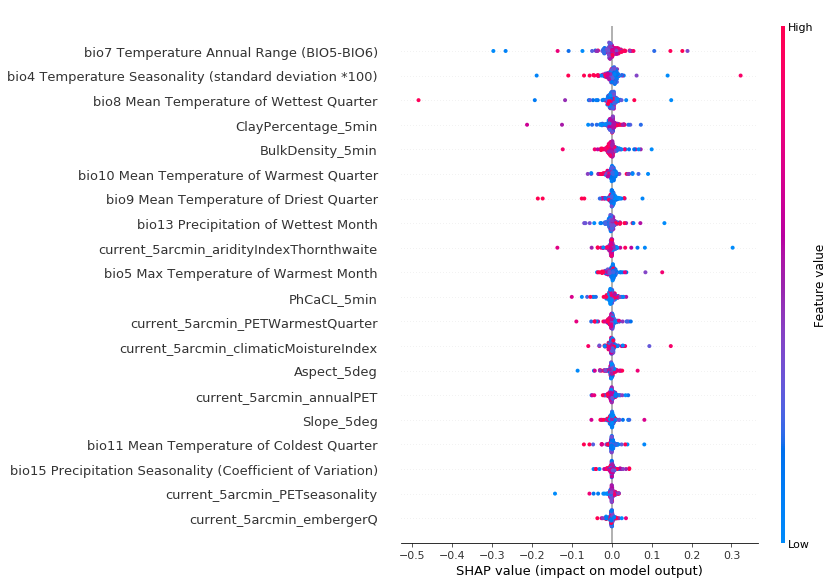 High
bio7 Temperature Annual Range (BIO5-BIO6)
bio4 Temperature Seasonality (standard deviation *100)
bio8 Mean Temperature of Wettest Quarter
ClayPercentage_5min
BulkDensity_5min
bio10 Mean Temperature of Warmest Quarter
bio9 Mean Temperature of Driest Quarter
bio13 Precipitation of Wettest Month
current_5arcmin_aridityIndexThornthwaite
bio5 Max Temperature of Warmest Month
PhCaCL_5min
current_5arcmin_PETWarmestQuarter
current_5arcmin_climaticMoistureIndex
Aspect_5deg
current_5arcmin_annualPET
Slope_5deg
bio11 Mean Temperature of Coldest Quarter
bio15 Precipitation Seasonality (Coefficient of Variation)
current_5arcmin_PETseasonality
current_5arcmin_embergerQ
Feature value
Low
−0.5 −0.4 −0.3 −0.2 −0.1 0.0 0.1 0.2 0.3
SHAP value (impact on model output)